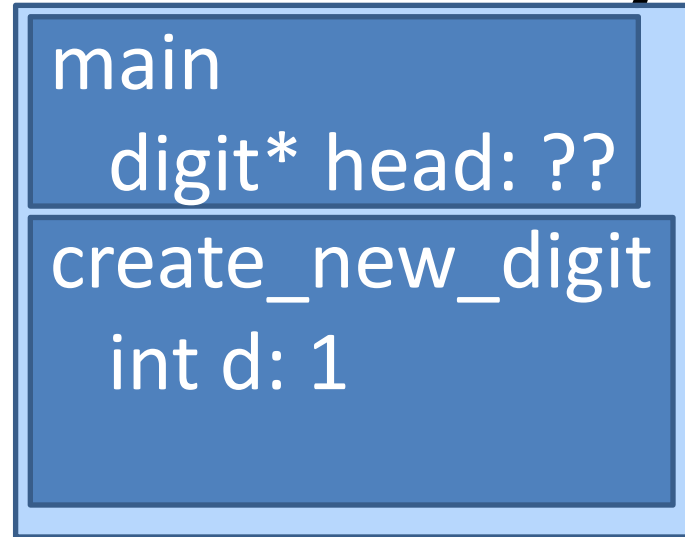 main
digit* head: ??
create_new_digit
int d: 1